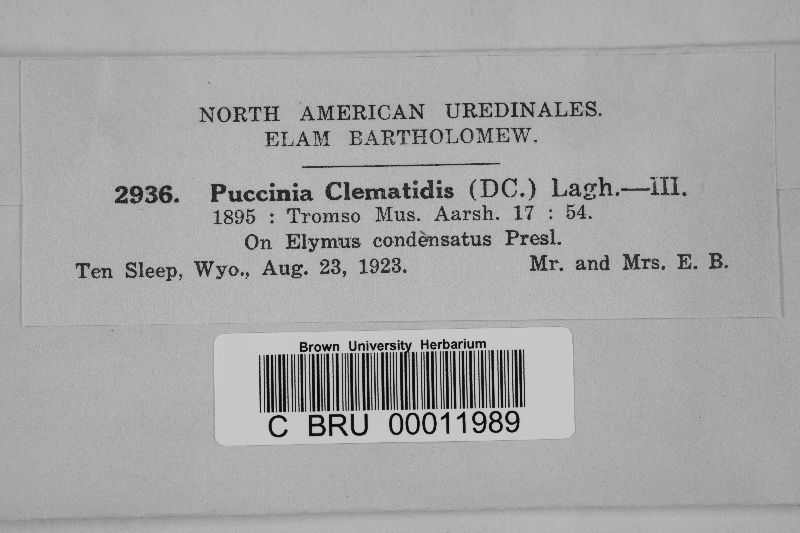 NORTH AMERICAN UREDINALES.
ELAM BARTHOLOMEW.
2936. Puccinia Clematidis (DC.) Lagh.—III.
1895 : Tromso Mus. Aarsh. 17 : 54.
On Elymus condensatus Presl.
Ten Sleep, Wyo., Aug. 23, 1923. Mr. and Mrs. E. B.
Brown University Herbarium
C BRU 00011989